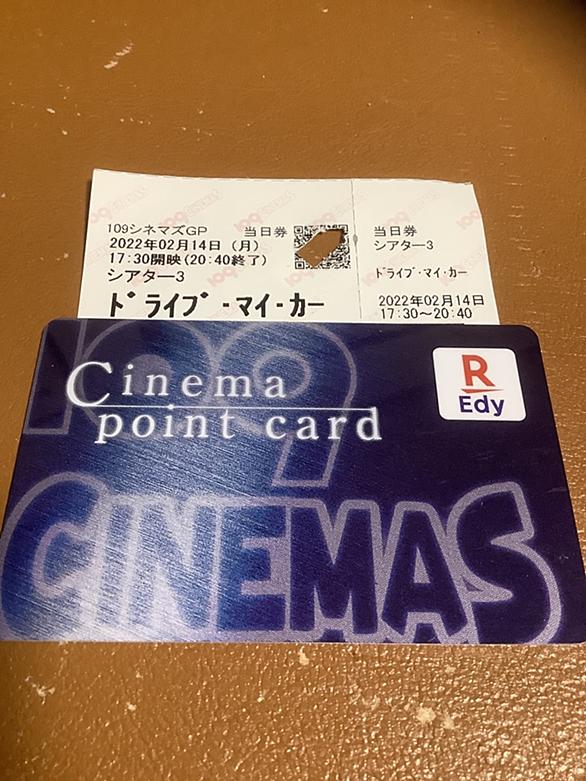 109シネマズGP 当日券
2022年02月14日 (月)
17:30開映(20:40終了)
シアター3
ドライブ・マイ・カー
当日券
シアター3
ドライブ・マイ・カー
2022年02月14日
17:30〜20:40
Cinema
point card
R
Edy
109
CINEMAS